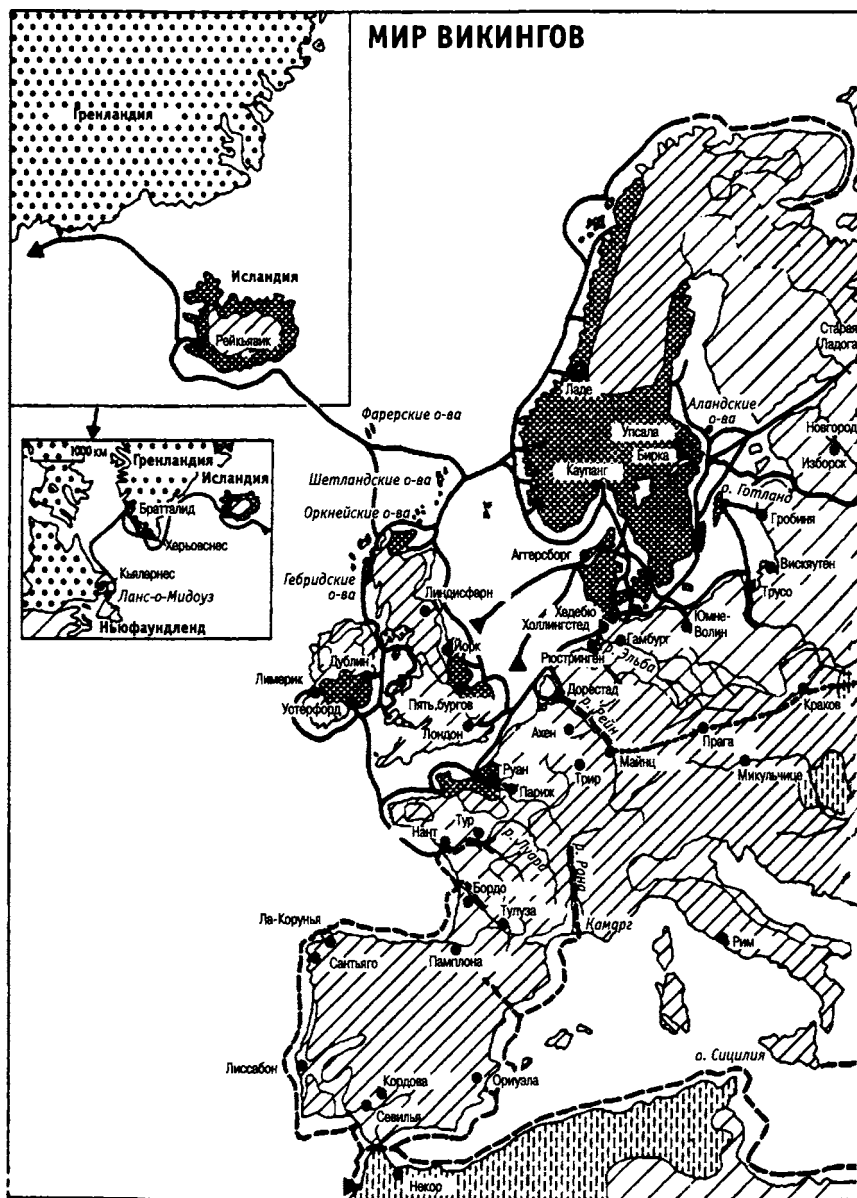 МИР ВИКИНГОВ
Гренландия
Исландия
Рейкьявик
Фарерские о-ва
Шетландские о-ва
Оркнейские о-ва
Гебридские
о-ва
1000 км
Гренландия
Исландия
Братталид
Херьовснес
Кьяларнес
Ланс-о-Мидоуз
Ньюфаундленд
Старая
Ладога
Ладе
Аландские
о-ва
Упсала
Бирка
Каупанг
Новгород
Изборск
о. Готланд
Гробиня
Аггерсборг
Вискяутен
Трусо
Линдисфарн
Хедебю
Холлингстед
Юмне-
Волин
Гамбург
Йорк
Рюстринген
р. Эльба
Дублин
Лимерик
Уотерфорд
Пять бургов
Дорестад
р. Рейн
Краков
Лондон
Ахен
Прага
Майнц
Микульчице
Руан
Трир
Париж
Тур
Нант
р. Луара
р. Рона
Бордо
Тулуза
Камарг
Ла-Корунья
Сантьяго
Памплона
Рим
о. Сицилия
Лиссабон
Кордова
Ориуэла
Севилья
Некор